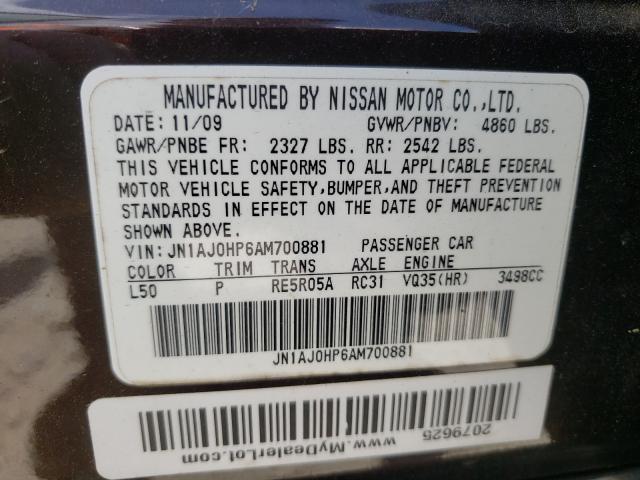 MANUFACTURED BY NISSAN MOTOR CO.,LTD.
DATE: 11/09 GVWR/PNBV: 4860 LBS.
GAWR/PNBE FR: 2327 LBS. RR: 2542 LBS.
THIS VEHICLE CONFORMS TO ALL APPLICABLE FEDERAL
MOTOR VEHICLE SAFETY,BUMPER,AND THEFT PREVENTION
STANDARDS IN EFFECT ON THE DATE OF MANUFACTURE
SHOWN ABOVE.
VIN: JN1AJ0HP6AM700881 PASSENGER CAR
COLOR TRIM TRANS AXLE ENGINE
L50 P RE5R05A RC31 VQ35(HR) 3498CC
JN1AJ0HP6AM700881
2079625
www.MyDealerLot.com